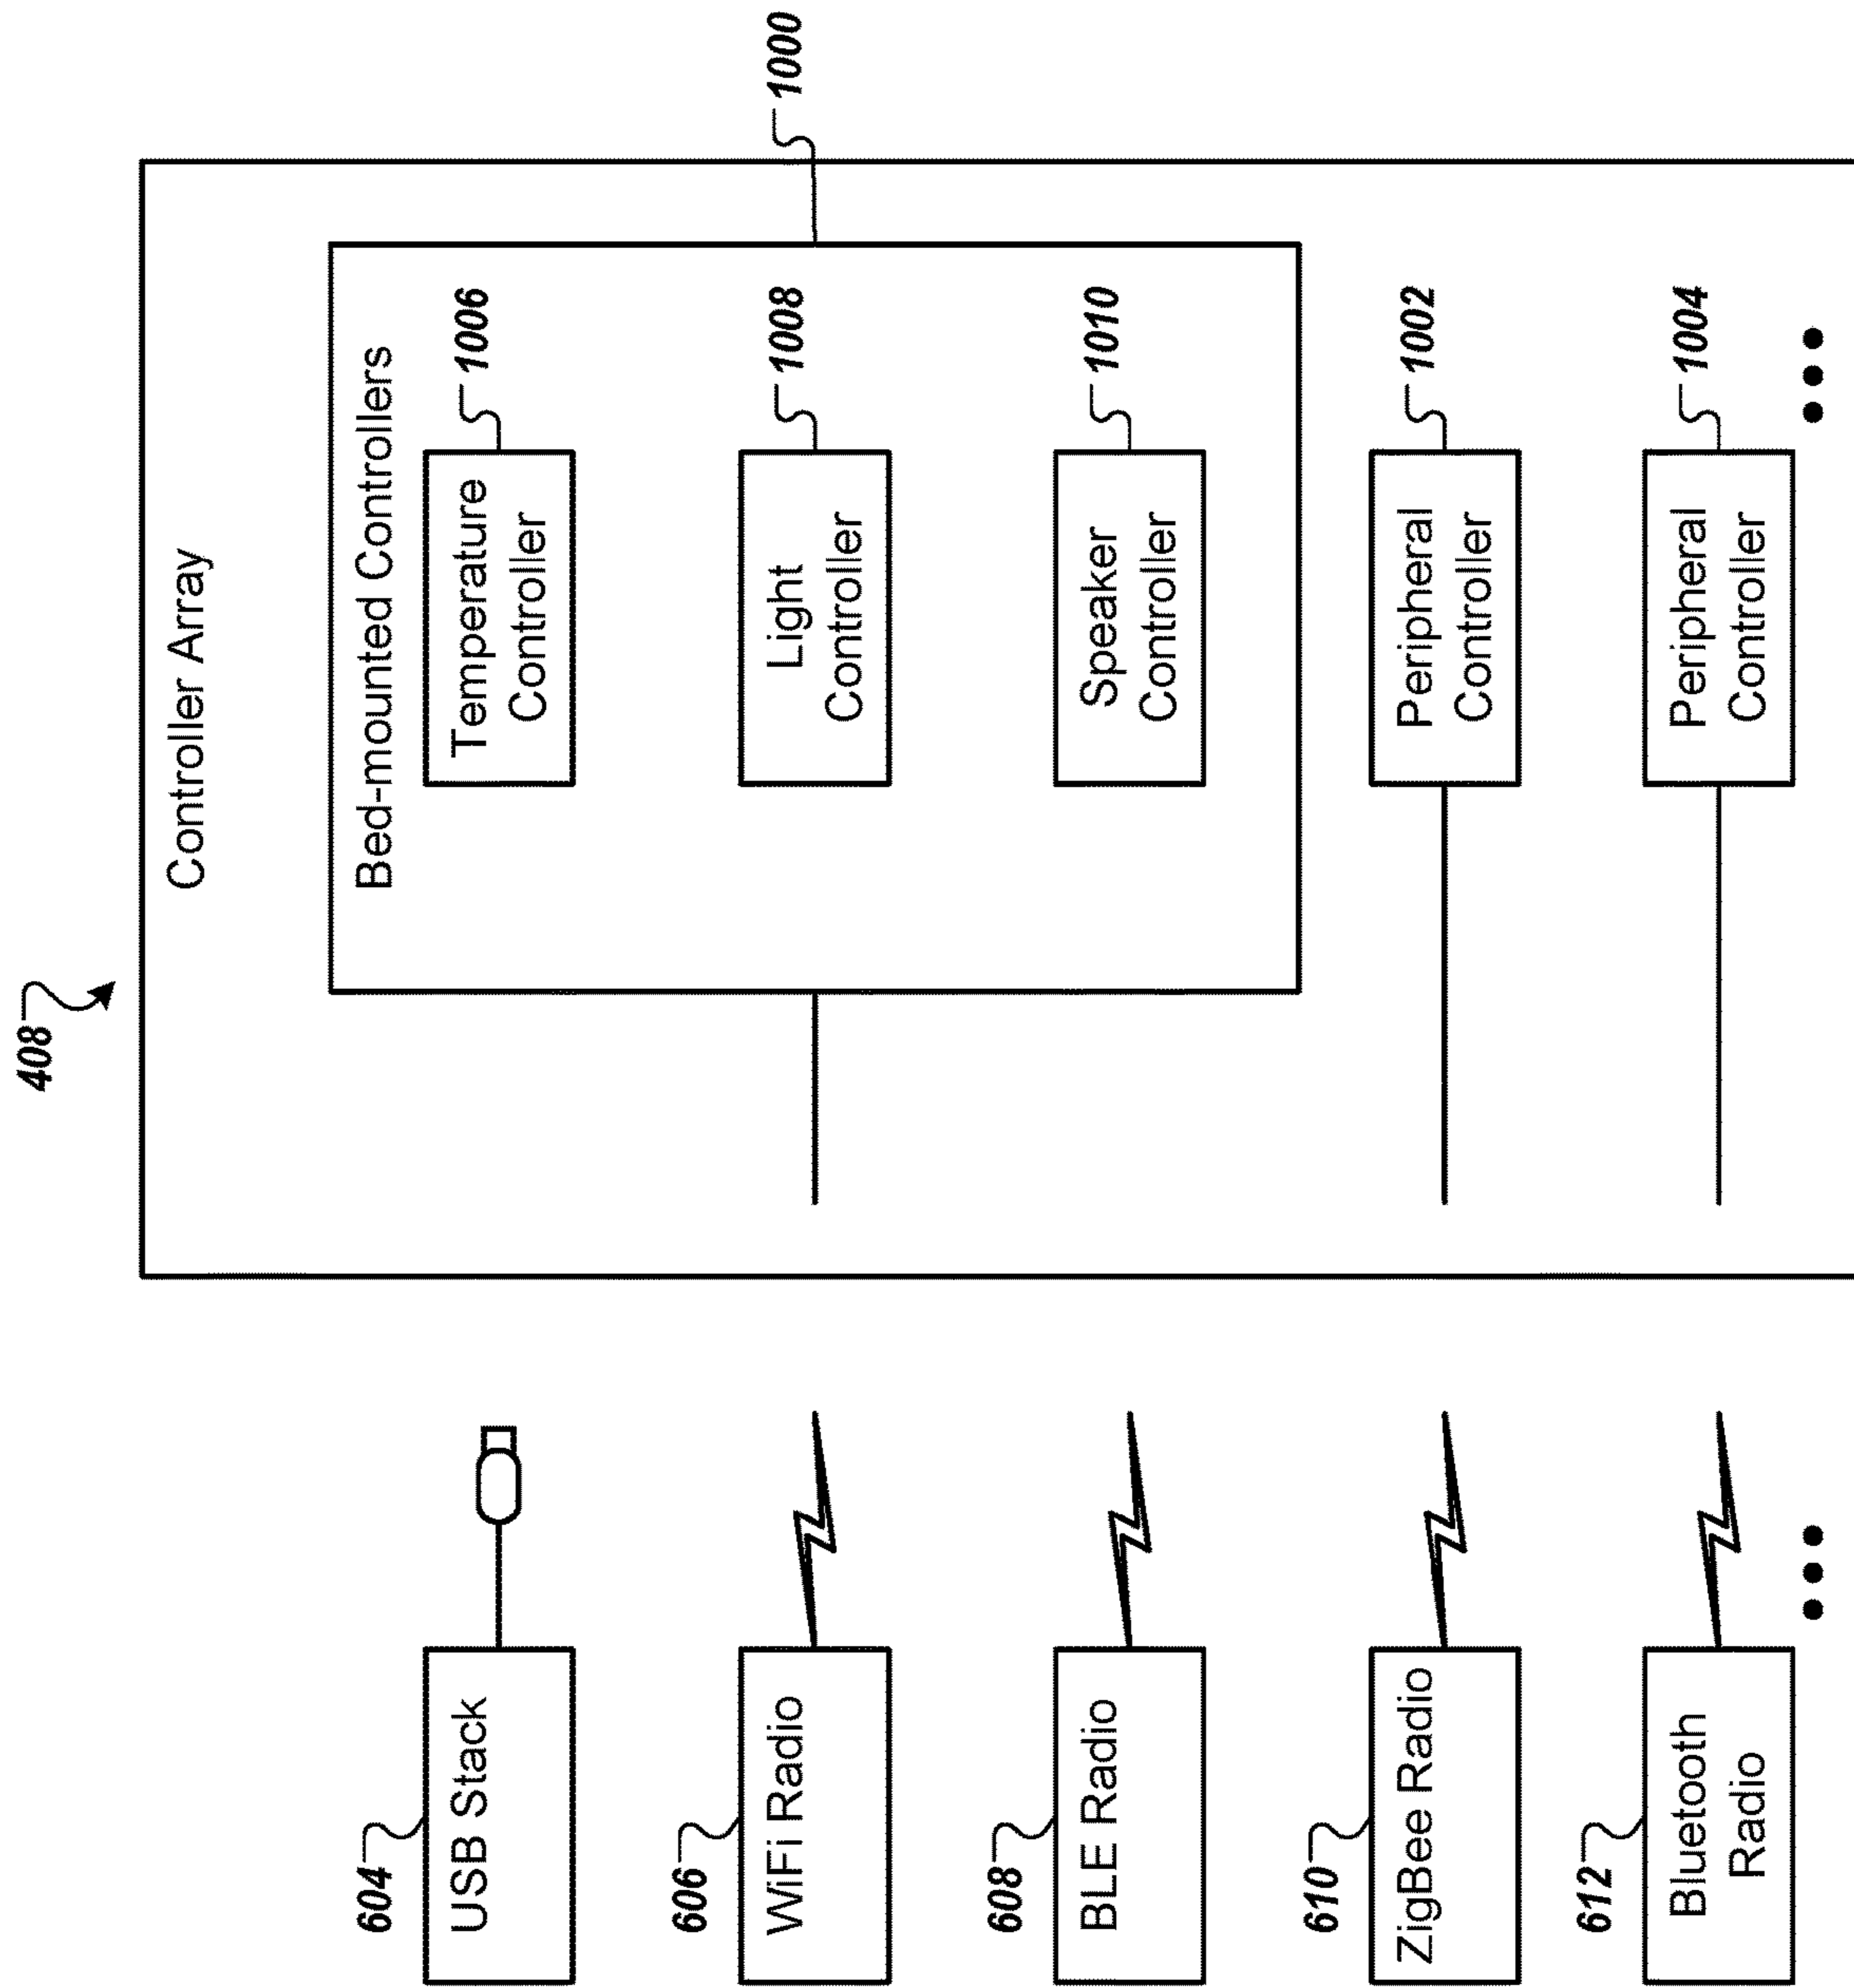 408
Controller Array
1000
Bed-mounted Controllers
604
USB Stack
Temperature
Controller
1006
606
WiFi Radio
Light
Controller
1008
608
BLE Radio
Speaker
Controller
1010
610
ZigBee Radio
Peripheral
Controller
1002
612
Bluetooth
Radio
Peripheral
Controller
1004